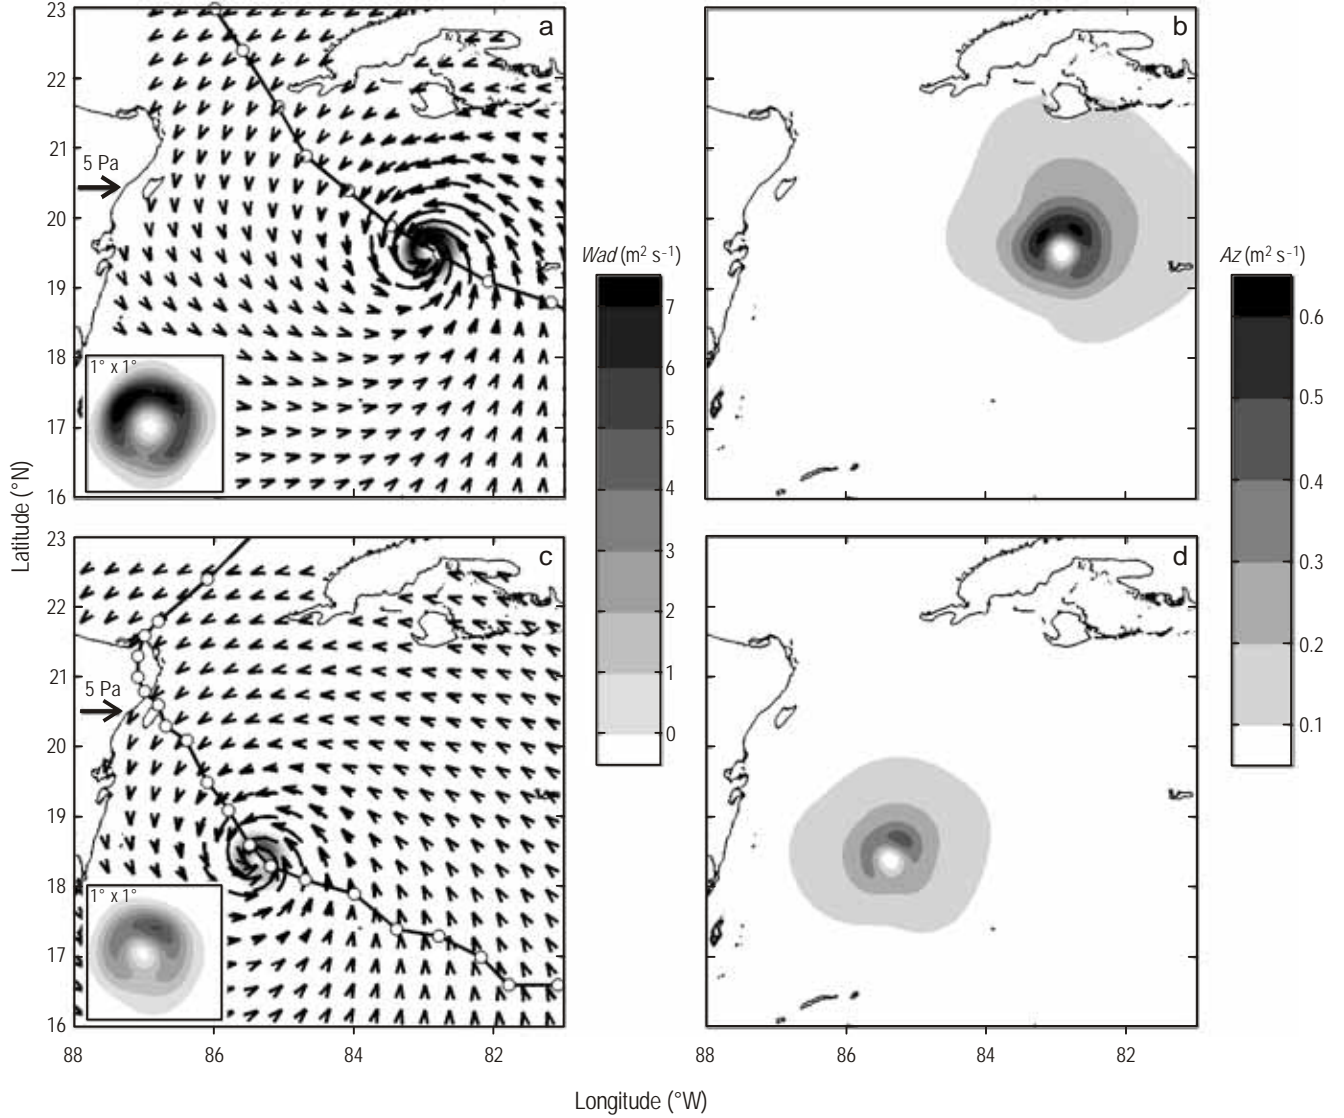 23
22
21
20
19
18
17
16
a
5 Pa
1° x 1°
b
Wad (m² s⁻¹)
7
6
5
4
3
2
1
0
Az (m² s⁻¹)
0.6
0.5
0.4
0.3
0.2
0.1
Latitude (°N)
23
22
21
20
19
18
17
16
c
5 Pa
1° x 1°
d
88 86 84 82
88 86 84 82
Longitude (°W)